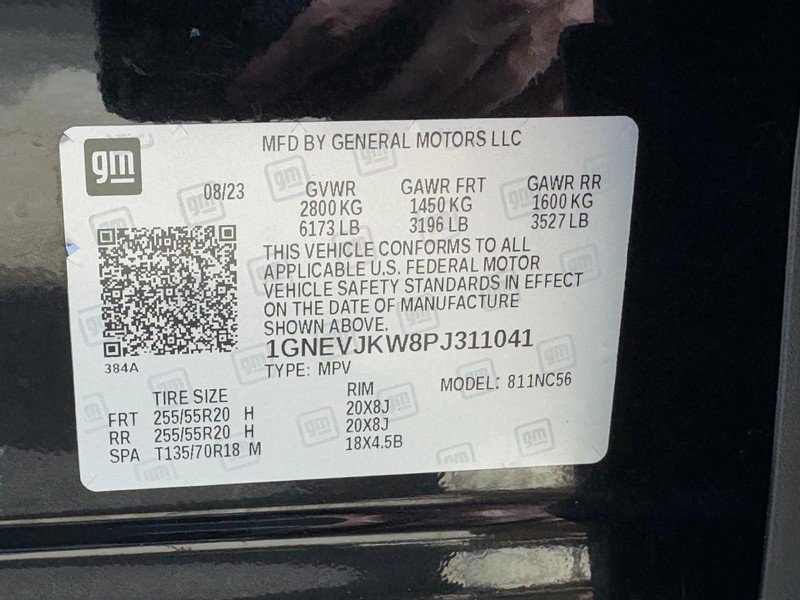 MFD BY GENERAL MOTORS LLC
gm
08/23 GVWR GAWR FRT GAWR RR
2800 KG 1450 KG 1600 KG
6173 LB 3196 LB 3527 LB
THIS VEHICLE CONFORMS TO ALL
APPLICABLE U.S. FEDERAL MOTOR
VEHICLE SAFETY STANDARDS IN EFFECT
ON THE DATE OF MANUFACTURE
SHOWN ABOVE.
1GNEVJKW8PJ311041
384A
TYPE: MPV MODEL: 811NC56
TIRE SIZE RIM
FRT 255/55R20 H 20X8J
RR 255/55R20 H 20X8J
SPA T135/70R18 M 18X4.5B